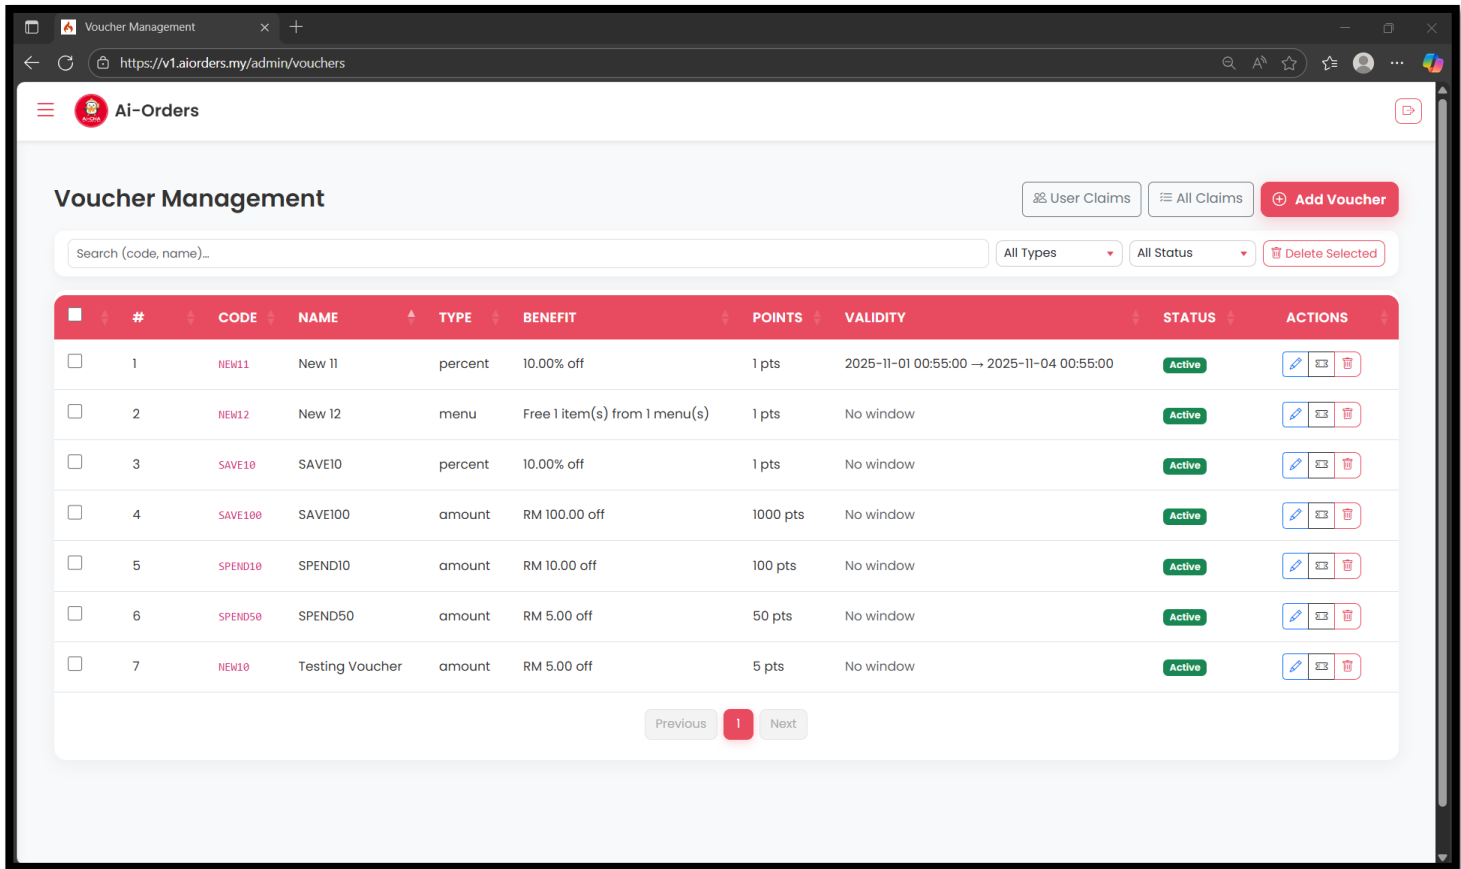 Voucher Management
https://v1.aiorders.my/admin/vouchers
Ai-CHA
Ai-Orders
Voucher Management
User Claims
All Claims
Add Voucher
Search (code, name)...
All Types
All Status
Delete Selected
# CODE NAME TYPE BENEFIT POINTS VALIDITY STATUS ACTIONS
1 NEW11 New 11 percent 10.00% off 1 pts 2025-11-01 00:55:00 → 2025-11-04 00:55:00 Active
2 NEW12 New 12 menu Free 1 item(s) from 1 menu(s) 1 pts No window Active
3 SAVE10 SAVE10 percent 10.00% off 1 pts No window Active
4 SAVE100 SAVE100 amount RM 100.00 off 1000 pts No window Active
5 SPEND10 SPEND10 amount RM 10.00 off 100 pts No window Active
6 SPEND50 SPEND50 amount RM 5.00 off 50 pts No window Active
7 NEW10 Testing Voucher amount RM 5.00 off 5 pts No window Active
Previous 1 Next